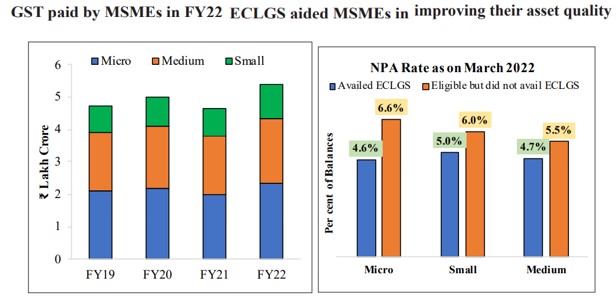 GST paid by MSMEs in FY22 ECLGS aided MSMEs in improving their asset quality
Micro Medium Small
₹ Lakh Crore
6
5
4
3
2
1
0
FY19 FY20 FY21 FY22
NPA Rate as on March 2022
Availed ECLGS Eligible but did not avail ECLGS
Per cent of Balances
4.6% 6.6% 5.0% 6.0% 4.7% 5.5%
Micro Small Medium